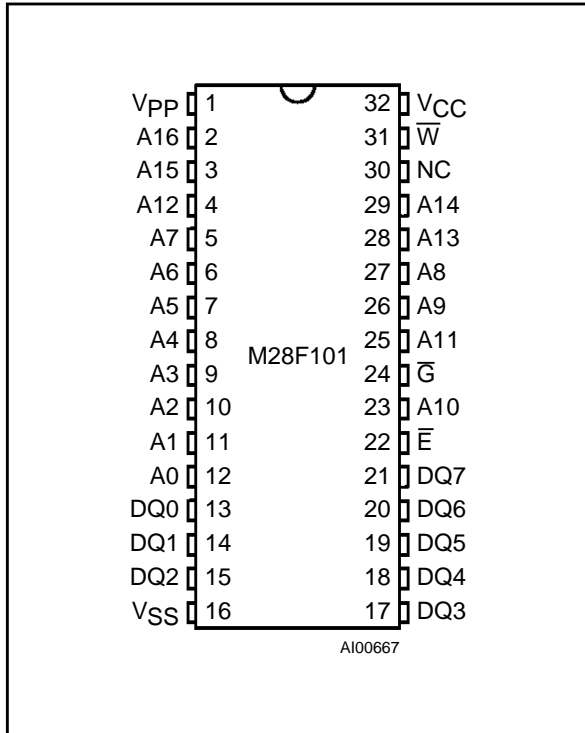 VPP 1 32 VCC
A16 2 31 W̅
A15 3 30 NC
A12 4 29 A14
A7 5 28 A13
A6 6 27 A8
A5 7 26 A9
A4 8 25 A11
M28F101
A3 9 24 G̅
A2 10 23 A10
A1 11 22 E̅
A0 12 21 DQ7
DQ0 13 20 DQ6
DQ1 14 19 DQ5
DQ2 15 18 DQ4
VSS 16 17 DQ3
AI00667